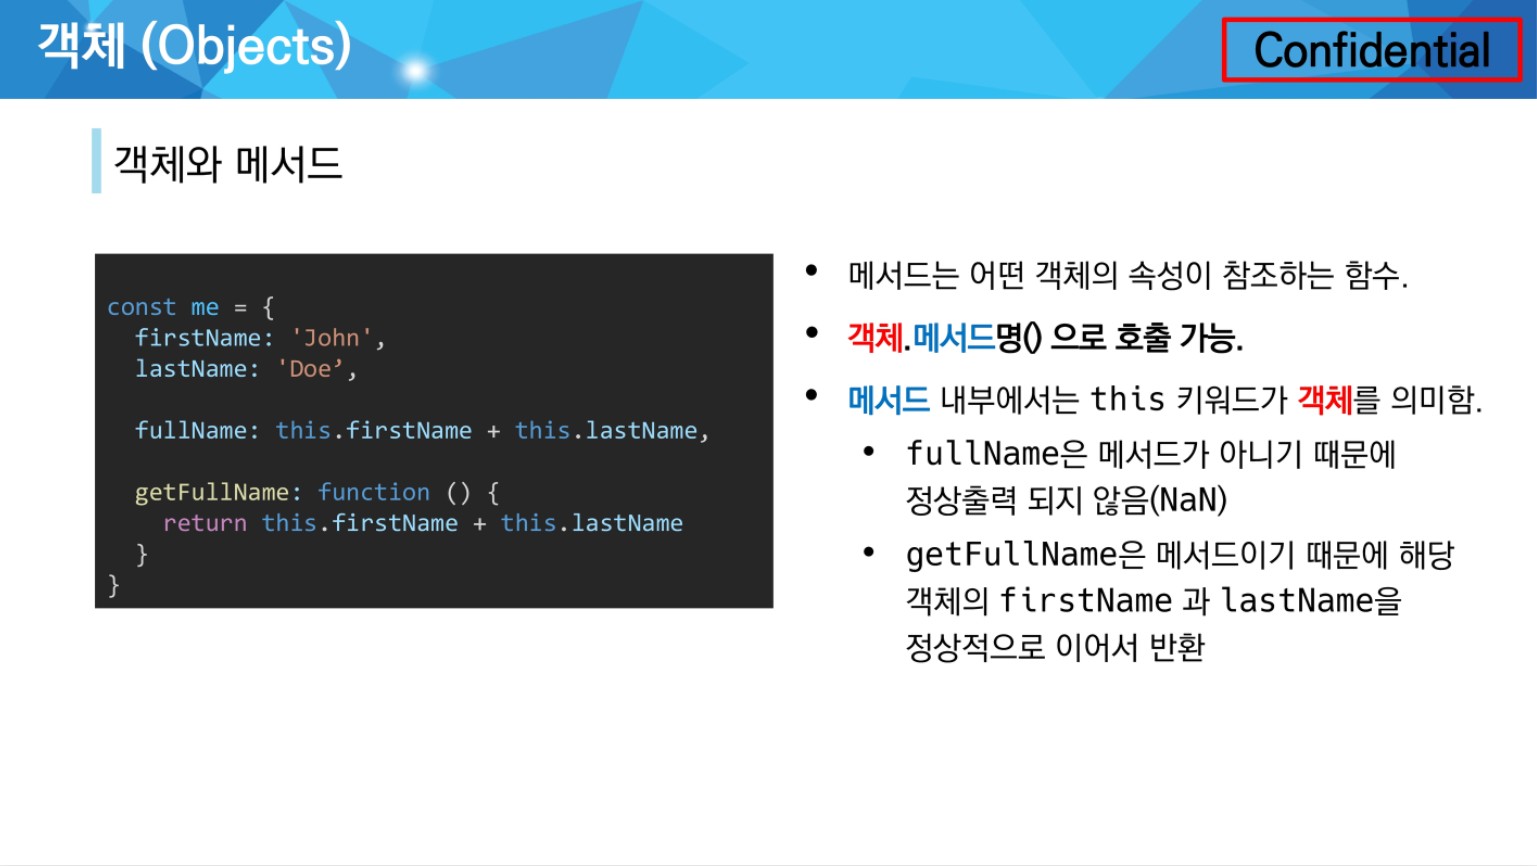 객체 (Objects)
Confidential
객체와 메서드
const me = {
  firstName: 'John',
  lastName: 'Doe’,
  fullName: this.firstName + this.lastName,
  getFullName: function () {
    return this.firstName + this.lastName
  }
}
• 메서드는 어떤 객체의 속성이 참조하는 함수.
• 객체.메서드명() 으로 호출 가능.
• 메서드 내부에서는 this 키워드가 객체를 의미함.
• fullName은 메서드가 아니기 때문에
정상출력 되지 않음(NaN)
• getFullName은 메서드이기 때문에 해당
객체의 firstName 과 lastName을
정상적으로 이어서 반환